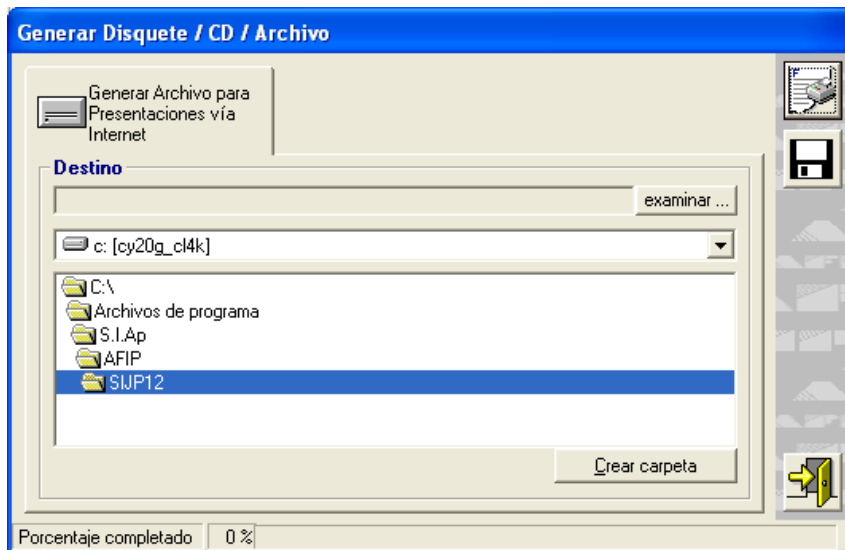 Generar Disquete / CD / Archivo
Generar Archivo para
Presentaciones vía
Internet
Destino
examinar ...
c: [cy20g_cl4k]
C:\
Archivos de programa
S.I.Ap
AFIP
SIJP12
Crear carpeta
Porcentaje completado 0 %